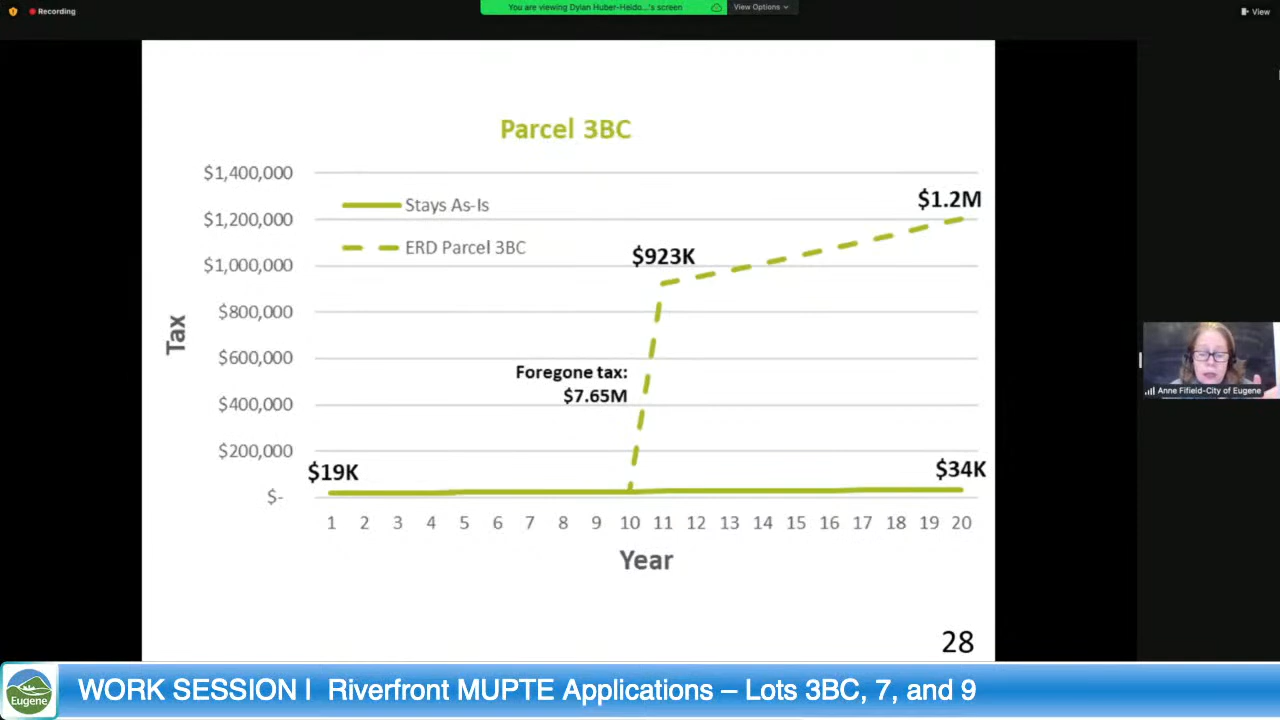 Recording
You are viewing Dylan Huber-Heido...'s screen
View Options
View
Parcel 3BC
$1,400,000
$1,200,000
$1,000,000
$800,000
$600,000
$400,000
$200,000
$-
Tax
Stays As-Is
ERD Parcel 3BC
$1.2M
$923K
Foregone tax:
$7.65M
$19K
$34K
1 2 3 4 5 6 7 8 9 10 11 12 13 14 15 16 17 18 19 20
Year
28
Anne Fifield-City of Eugene
Eugene
WORK SESSION I Riverfront MUPTE Applications – Lots 3BC, 7, and 9